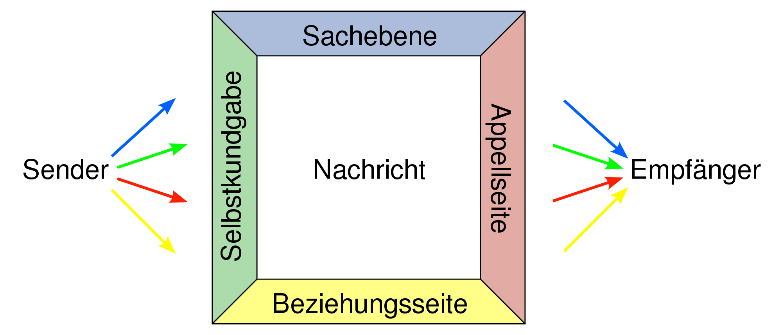 Sachebene
Sender
Selbstkundgabe
Nachricht
Appellseite
Empfänger
Beziehungsseite